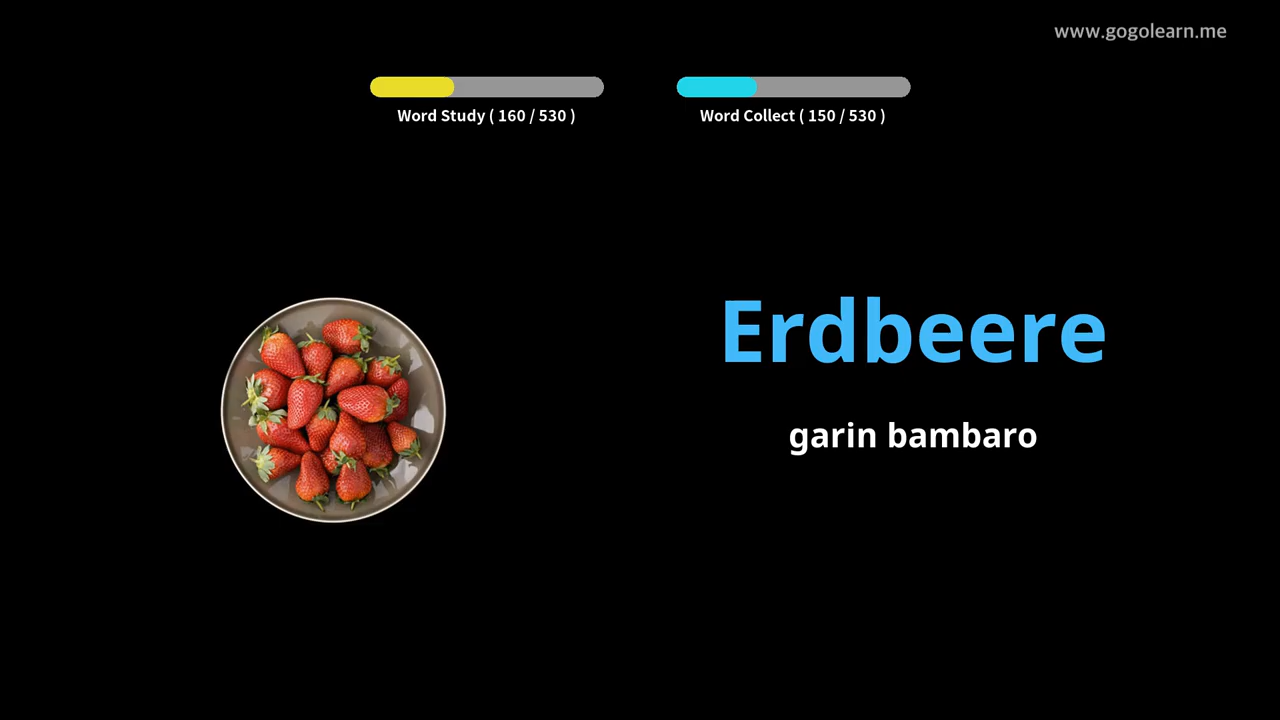 www.gogolearn.me
Word Study ( 160 / 530 )
Word Collect ( 150 / 530 )
Erdbeere
garin bambaro